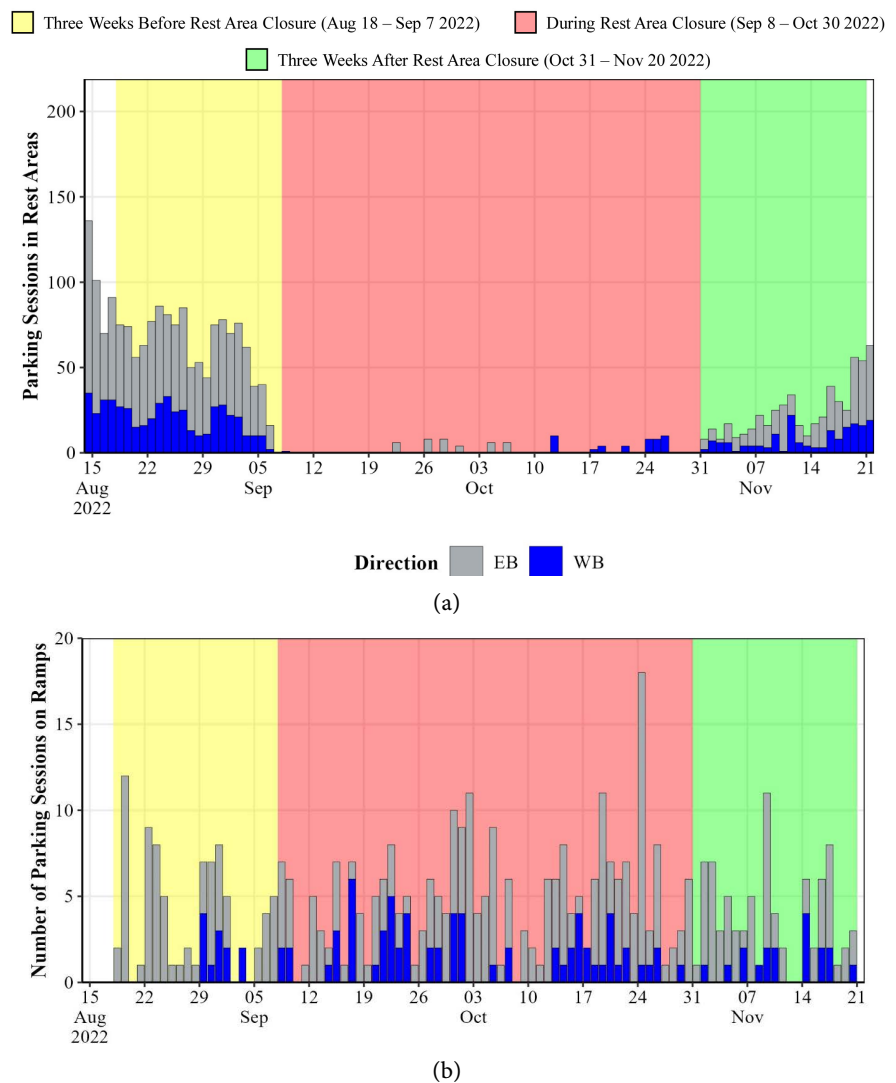 Three Weeks Before Rest Area Closure (Aug 18 – Sep 7 2022) During Rest Area Closure (Sep 8 – Oct 30 2022)
Three Weeks After Rest Area Closure (Oct 31 – Nov 20 2022)
Parking Sessions in Rest Areas
200
150
100
50
0
15 22 29 05 12 19 26 03 10 17 24 31 07 14 21
Aug Sep Oct Nov
2022
Direction EB WB
(a)
Number of Parking Sessions on Ramps
20
15
10
5
0
15 22 29 05 12 19 26 03 10 17 24 31 07 14 21
Aug Sep Oct Nov
2022
(b)